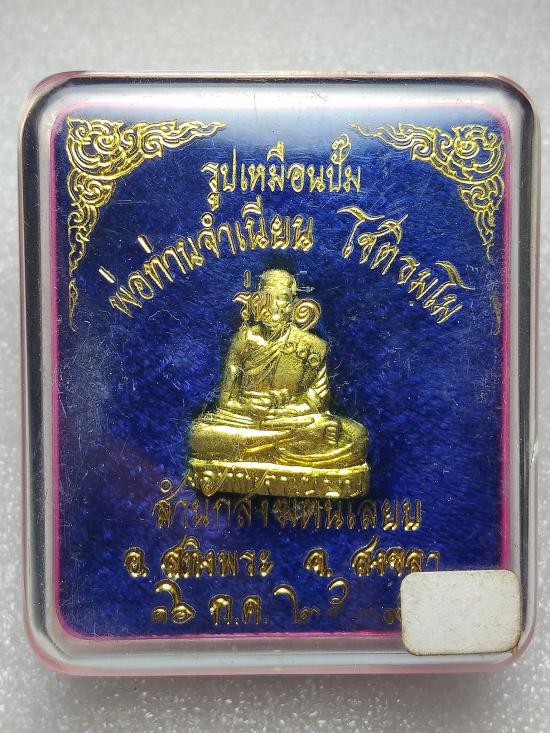 รูปเหมือนปั๊ม
พ่อท่านจำเนียน โชติธมฺโม
รุ่น ๑
สำนักสงฆ์ต้นเลียบ
อ. สทิงพระ จ. สงขลา
๑๖ ก.ค.